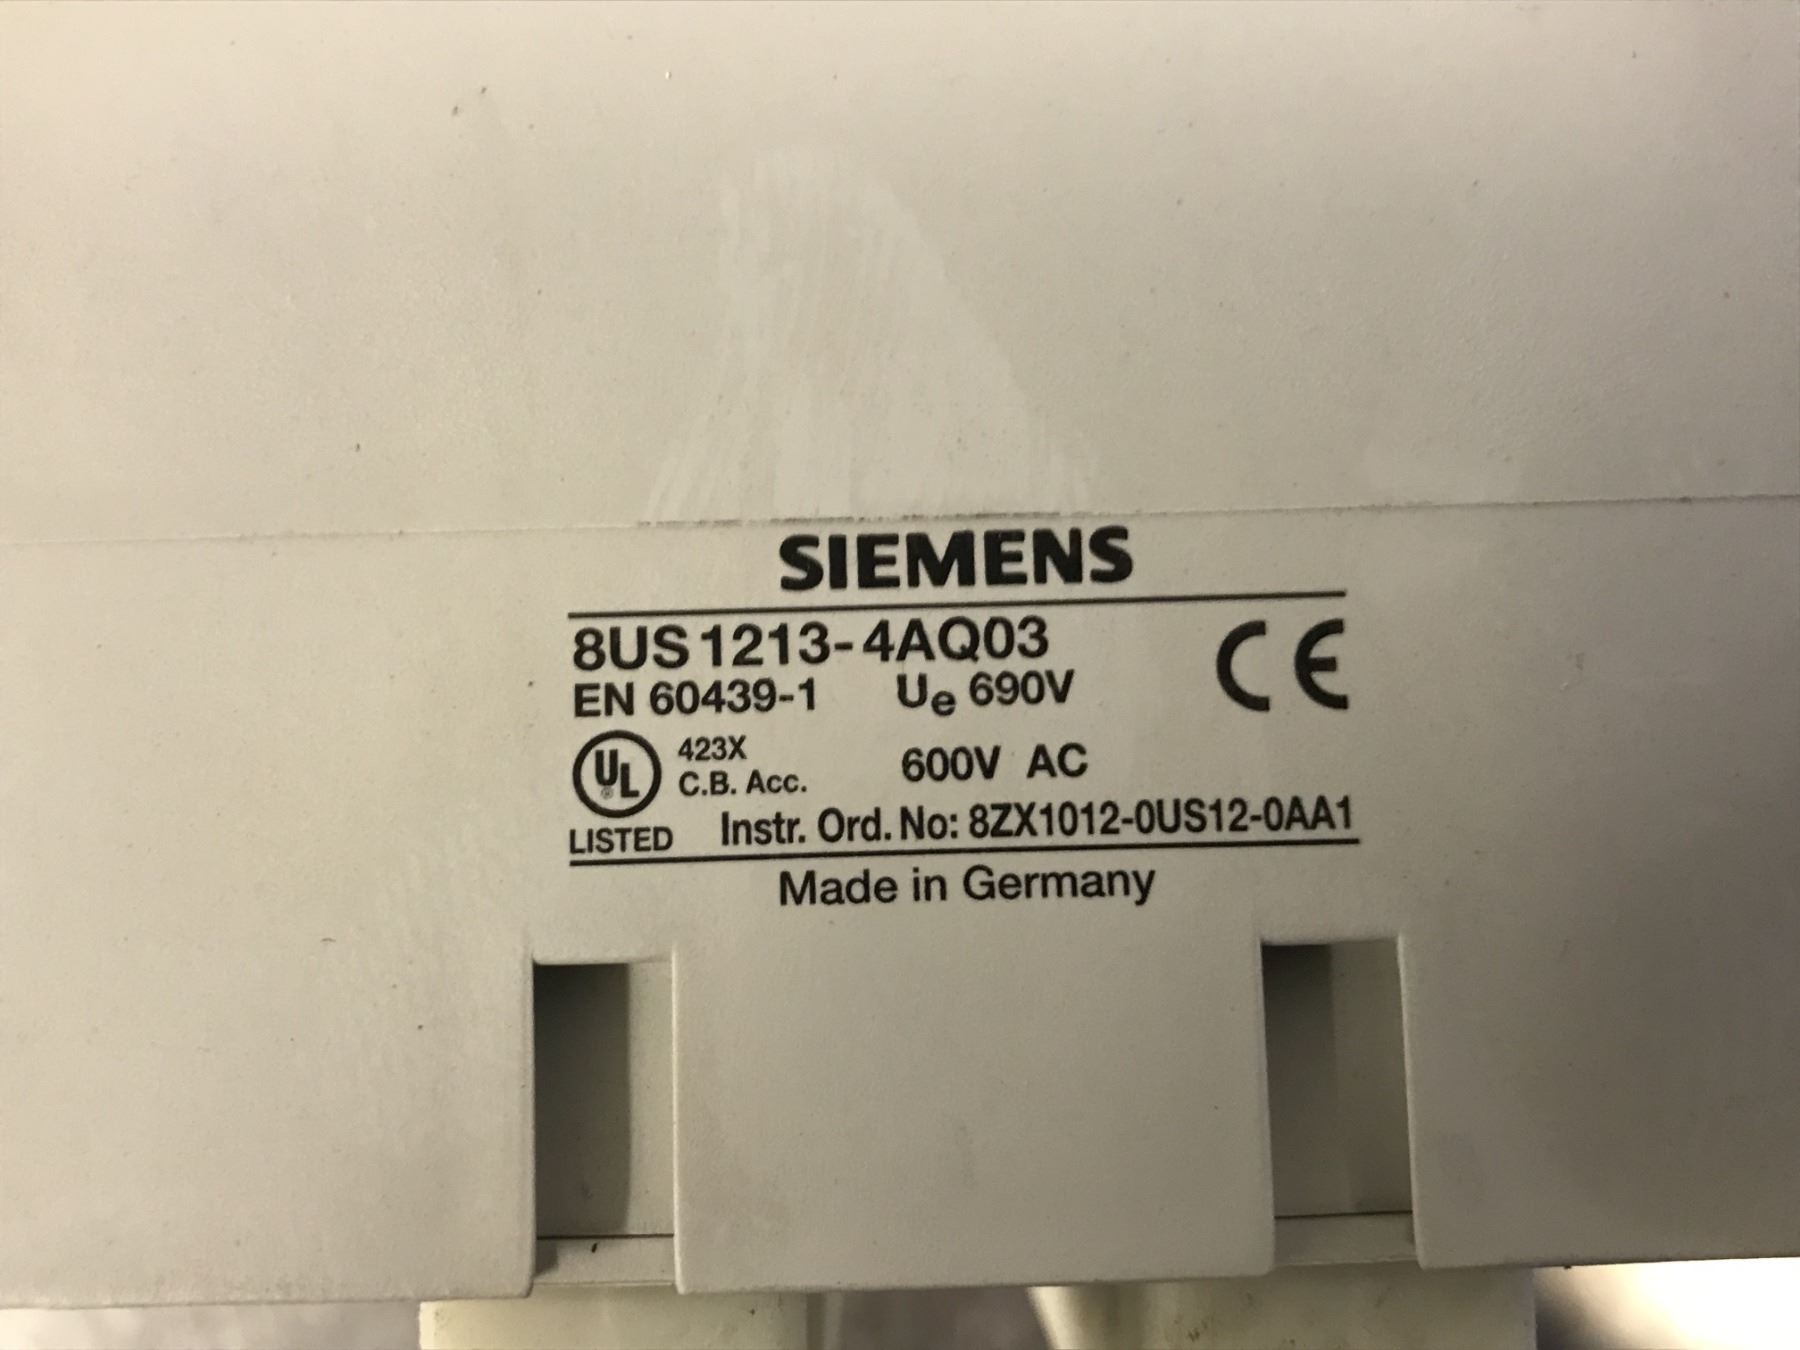 SIEMENS
8US1213-4AQ03 CE
EN 60439-1 Ue 690V
UL 423X
C.B. Acc. 600V AC
LISTED Instr. Ord. No: 8ZX1012-0US12-0AA1
Made in Germany